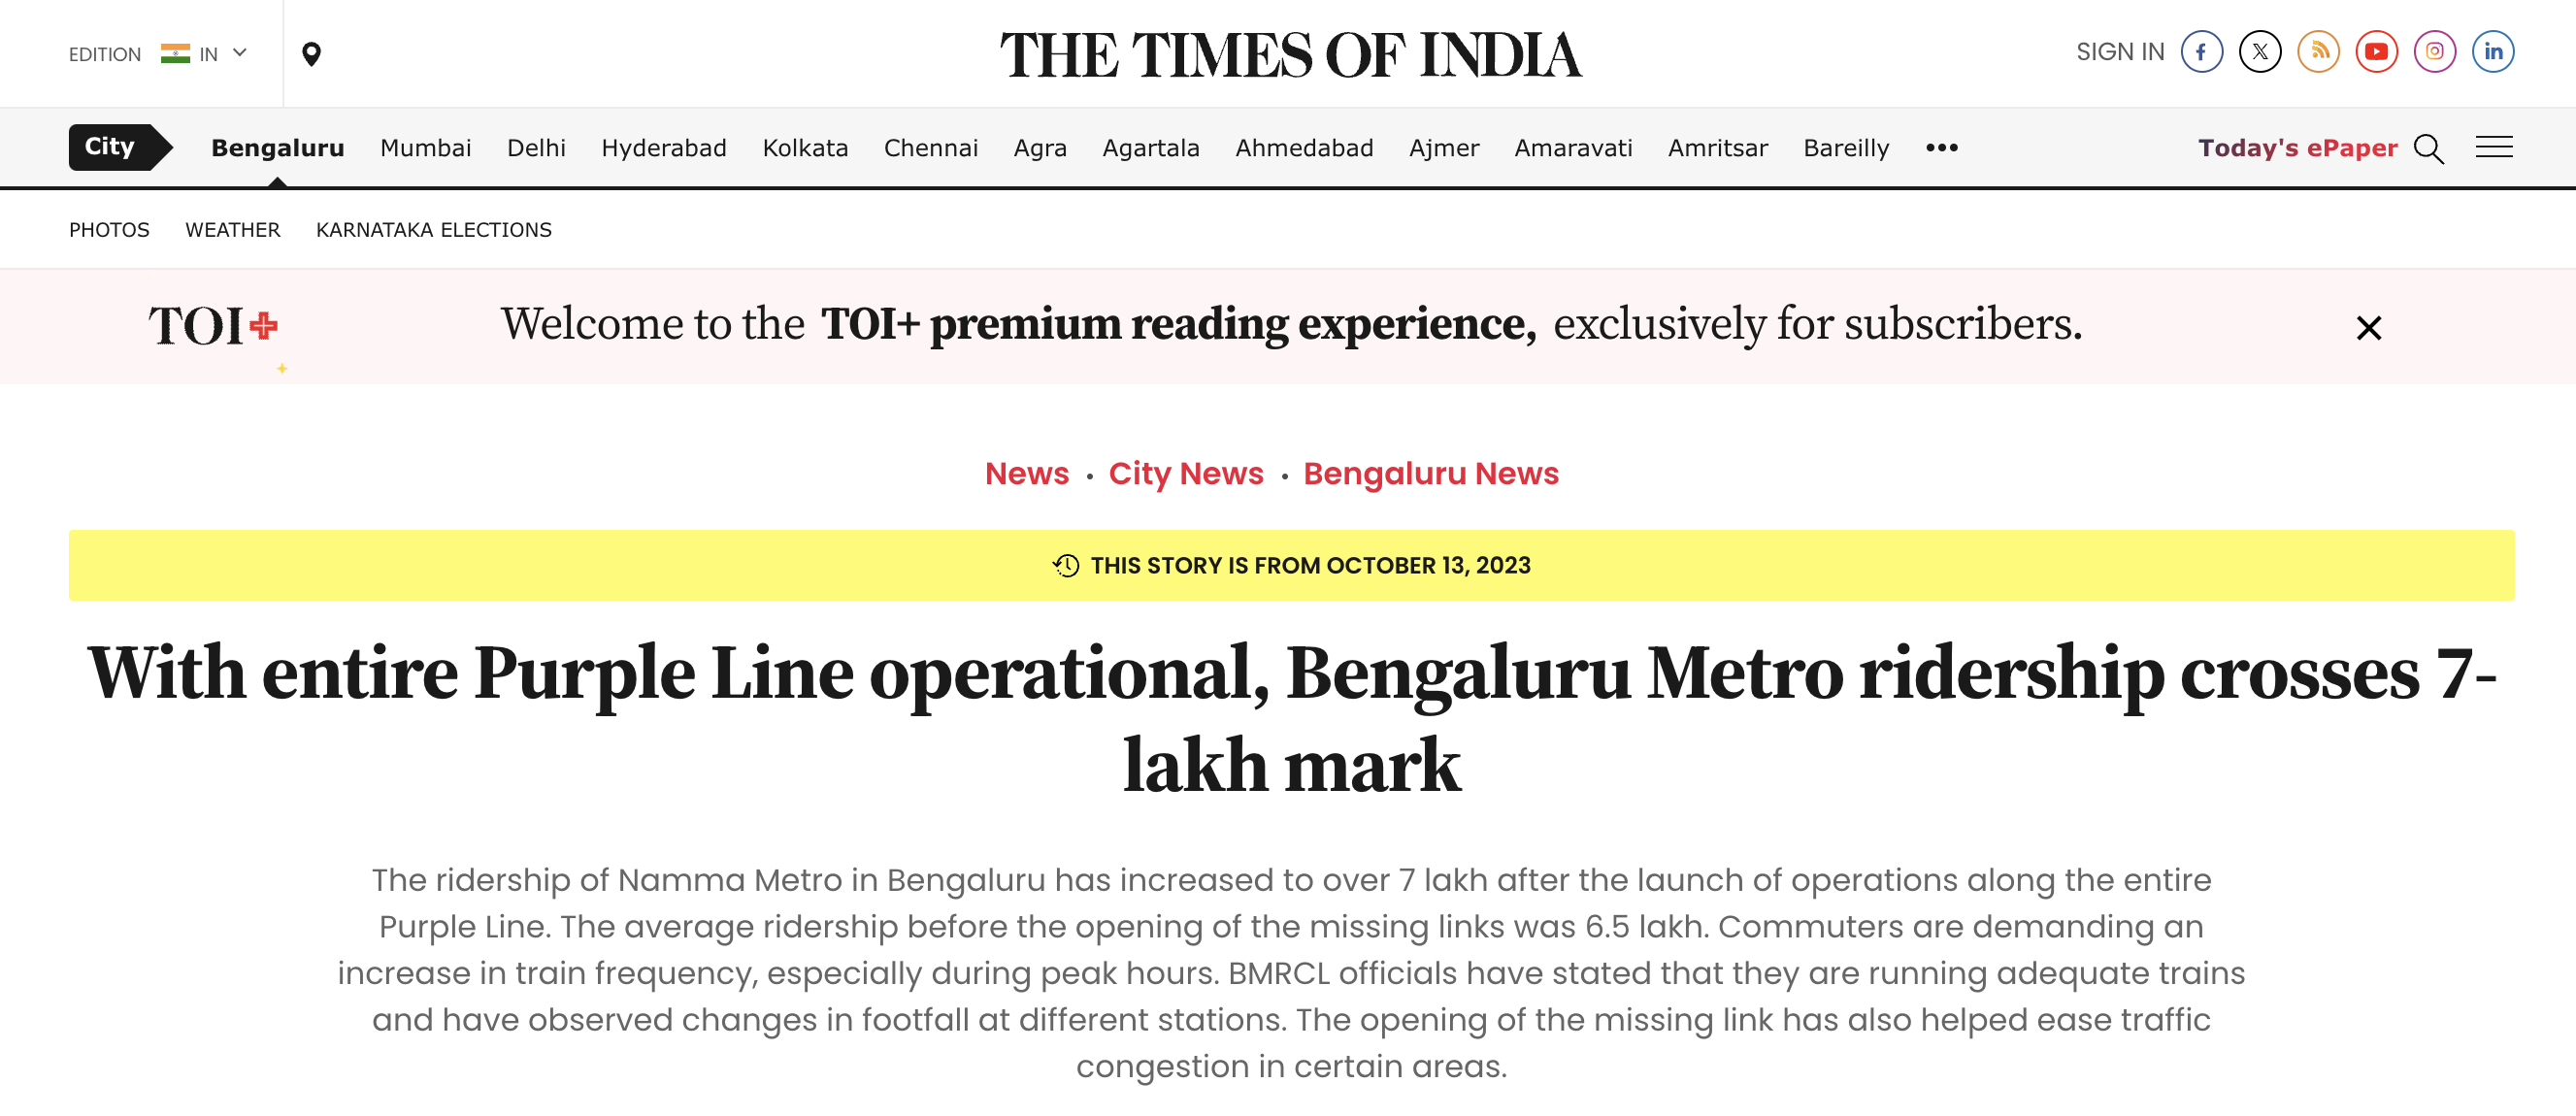 EDITION IN
THE TIMES OF INDIA
SIGN IN
City Bengaluru Mumbai Delhi Hyderabad Kolkata Chennai Agra Agartala Ahmedabad Ajmer Amaravati Amritsar Bareilly ••• Today's ePaper
PHOTOS WEATHER KARNATAKA ELECTIONS
TOI+ Welcome to the TOI+ premium reading experience, exclusively for subscribers.
News • City News • Bengaluru News
THIS STORY IS FROM OCTOBER 13, 2023
With entire Purple Line operational, Bengaluru Metro ridership crosses 7-
lakh mark
The ridership of Namma Metro in Bengaluru has increased to over 7 lakh after the launch of operations along the entire
Purple Line. The average ridership before the opening of the missing links was 6.5 lakh. Commuters are demanding an
increase in train frequency, especially during peak hours. BMRCL officials have stated that they are running adequate trains
and have observed changes in footfall at different stations. The opening of the missing link has also helped ease traffic
congestion in certain areas.